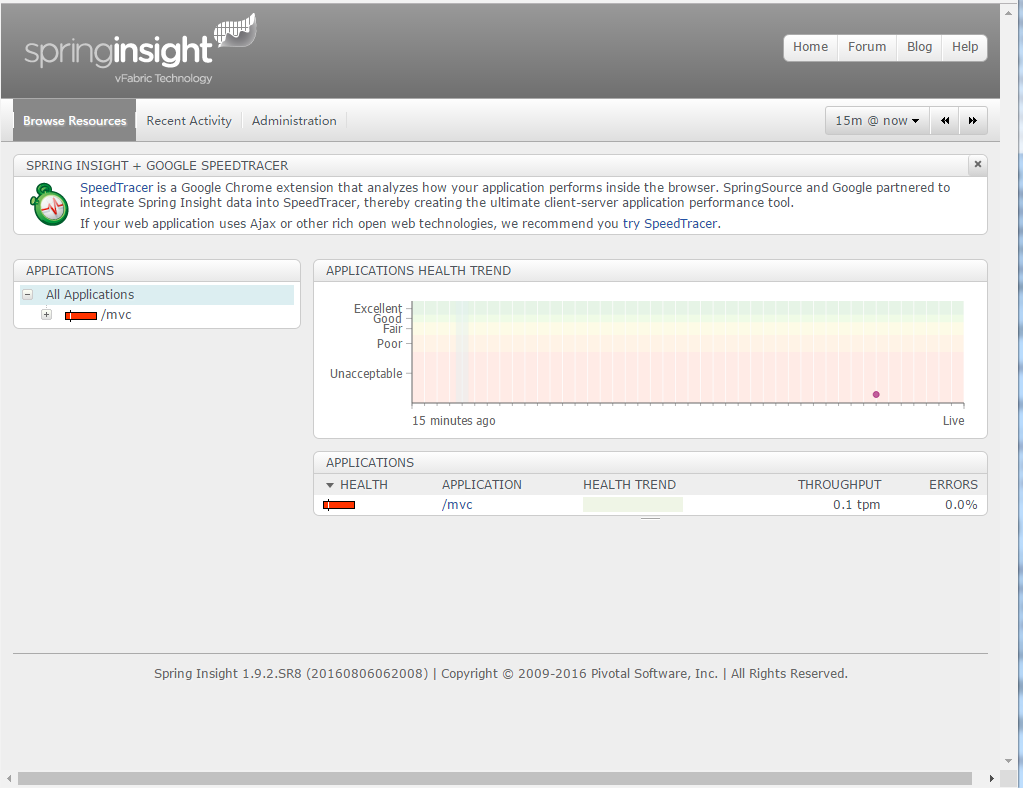 springinsight
vFabric Technology
Home Forum Blog Help
Browse Resources Recent Activity Administration 15m @ now
SPRING INSIGHT + GOOGLE SPEEDTRACER
SpeedTracer is a Google Chrome extension that analyzes how your application performs inside the browser. SpringSource and Google partnered to
integrate Spring Insight data into SpeedTracer, thereby creating the ultimate client-server application performance tool.
If your web application uses Ajax or other rich open web technologies, we recommend you try SpeedTracer.
APPLICATIONS
All Applications
/mvc
APPLICATIONS HEALTH TREND
Excellent
Good
Fair
Poor
Unacceptable
15 minutes ago Live
APPLICATIONS
HEALTH APPLICATION HEALTH TREND THROUGHPUT ERRORS
/mvc 0.1 tpm 0.0%
Spring Insight 1.9.2.SR8 (20160806062008) | Copyright © 2009-2016 Pivotal Software, Inc. | All Rights Reserved.